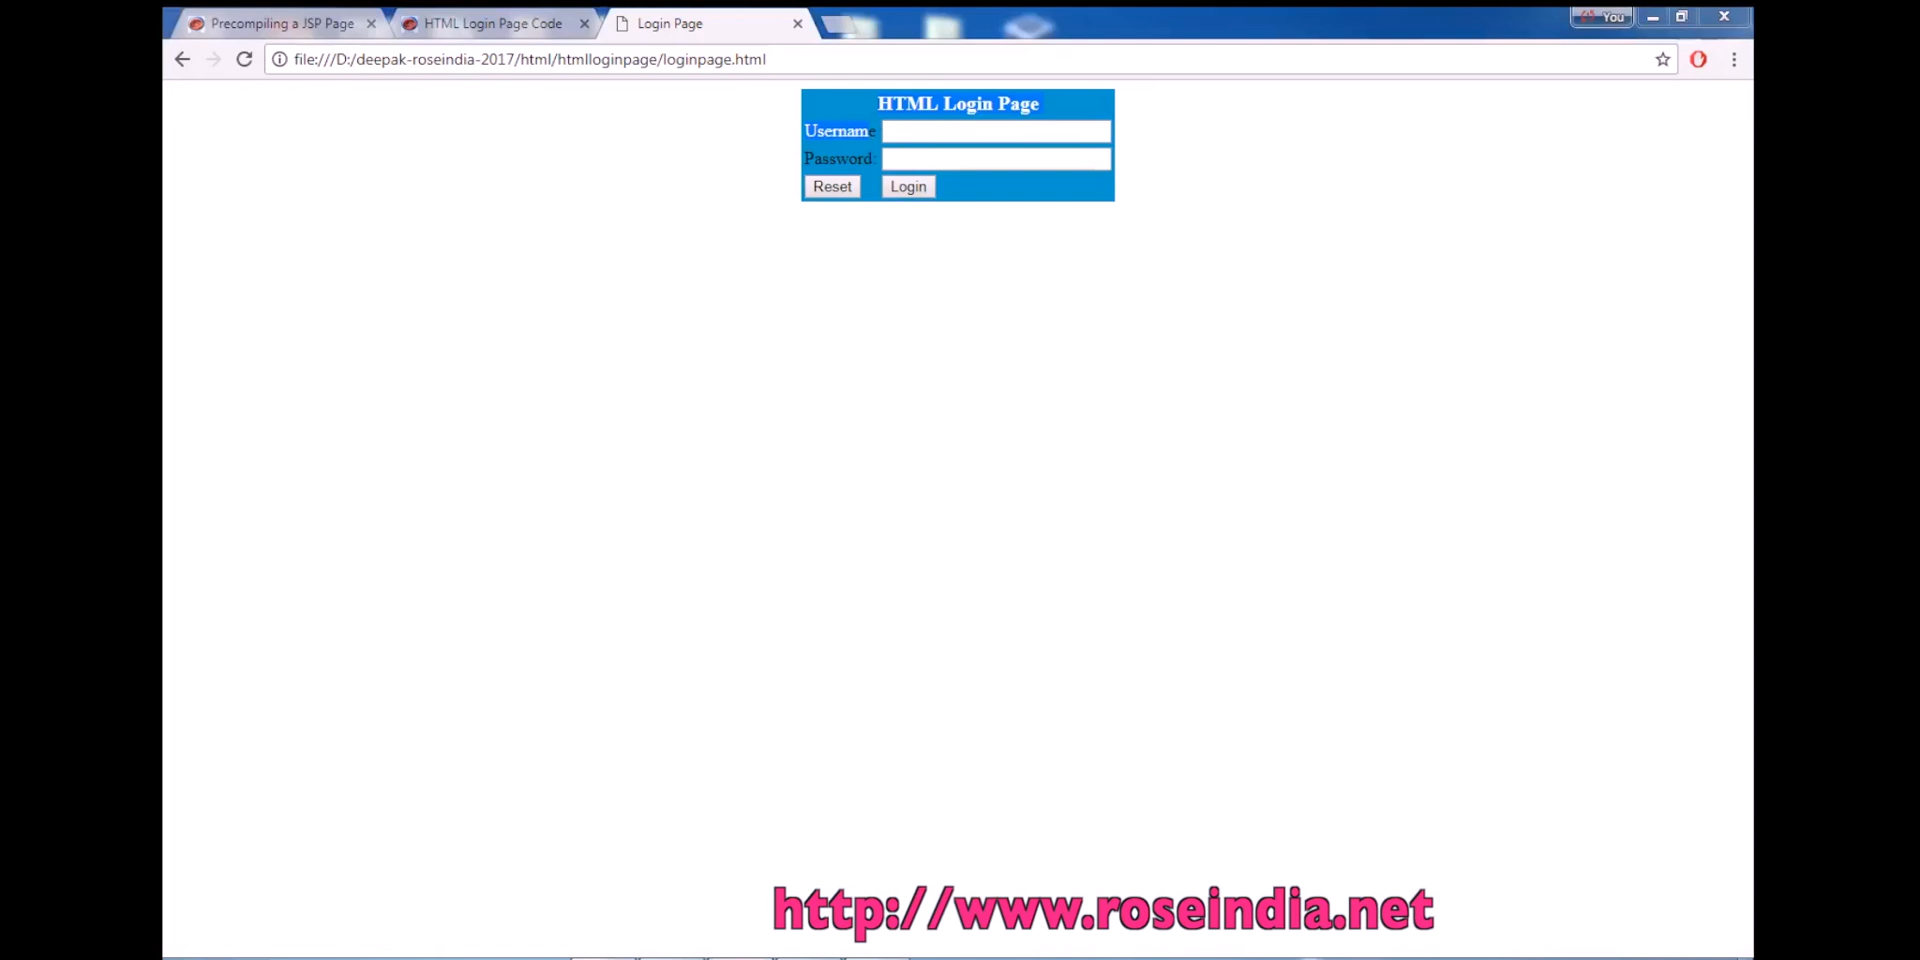 Precompiling a JSP Page
HTML Login Page Code
Login Page
You
file:///D:/deepak-roseindia-2017/html/htmlloginpage/loginpage.html
HTML Login Page
Username
Password:
Reset
Login
http://www.roseindia.net